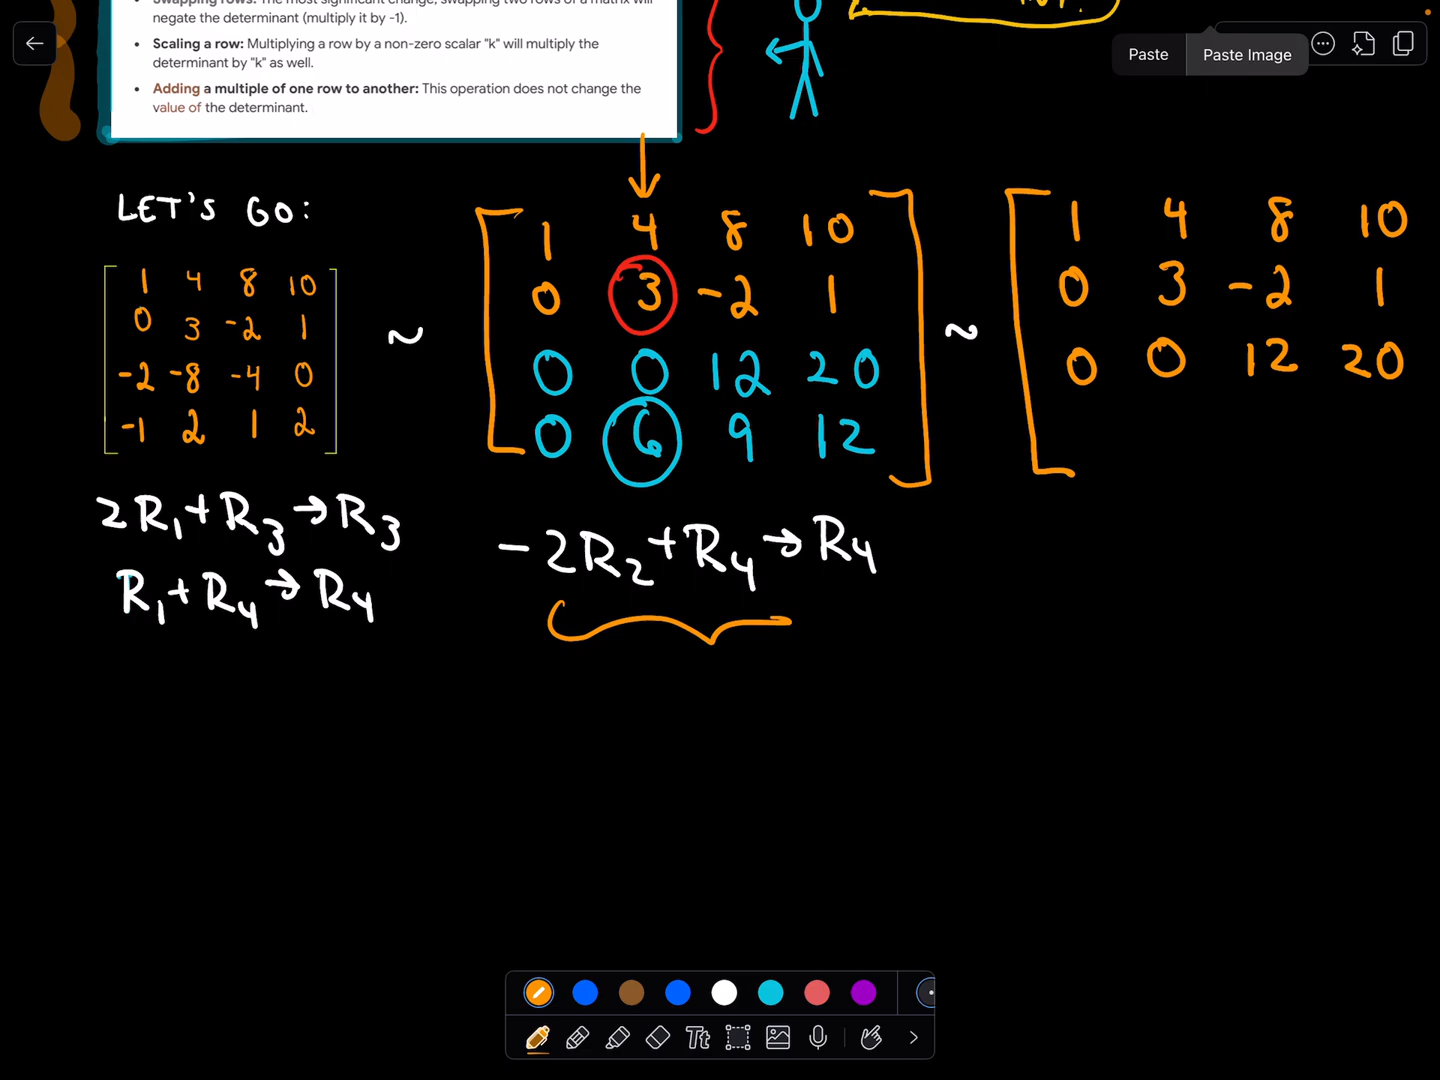 negate the determinant (multiply it by -1).
• Scaling a row: Multiplying a row by a non-zero scalar "k" will multiply the
determinant by "k" as well.
• Adding a multiple of one row to another: This operation does not change the
value of the determinant.
Paste
Paste Image
LET'S GO:
1 4 8 10
0 3 -2 1
-2 -8 -4 0
-1 2 1 2
~
1 4 8 10
0 3 -2 1
0 0 12 20
0 6 9 12
~
1 4 8 10
0 3 -2 1
0 0 12 20
2R₁+R₃→R₃
R₁+R₄→R₄
-2R₂+R₄→R₄
Tt